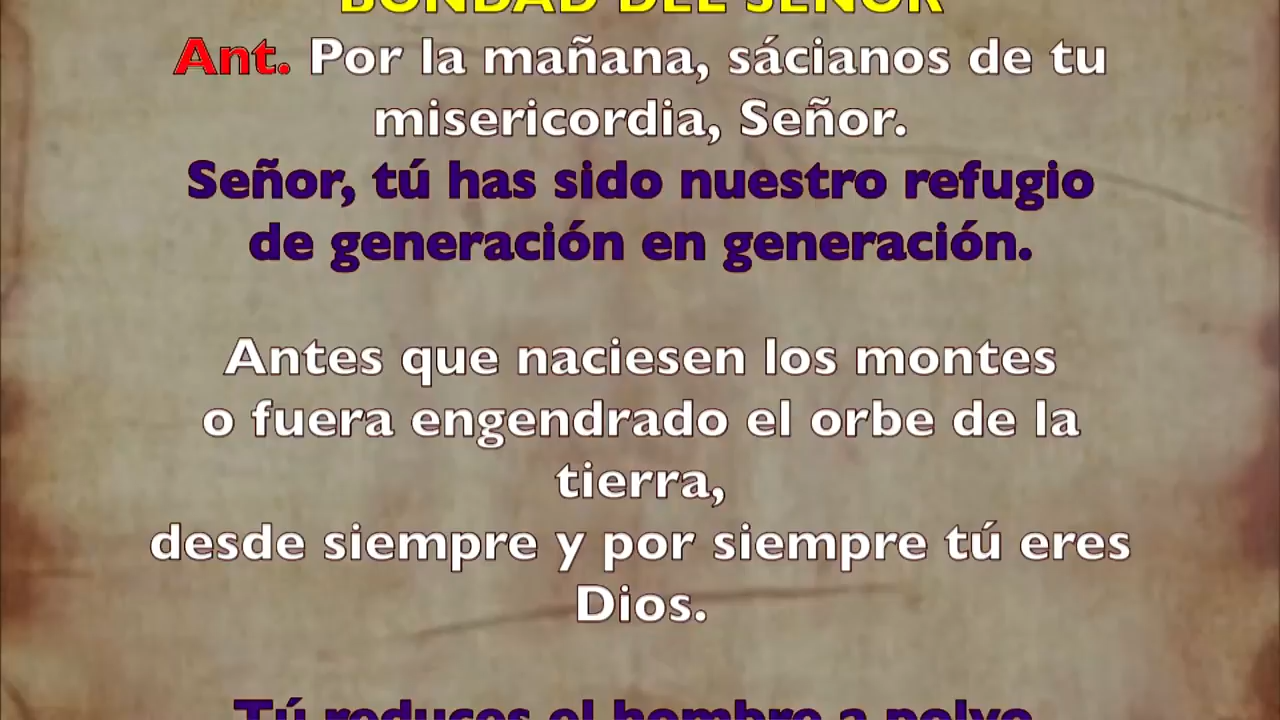 BONDAD DEL SEÑOR
Ant. Por la mañana, sácianos de tu
misericordia, Señor.
Señor, tú has sido nuestro refugio
de generación en generación.
Antes que naciesen los montes
o fuera engendrado el orbe de la
tierra,
desde siempre y por siempre tú eres
Dios.
Tú reduces el hombre a polvo